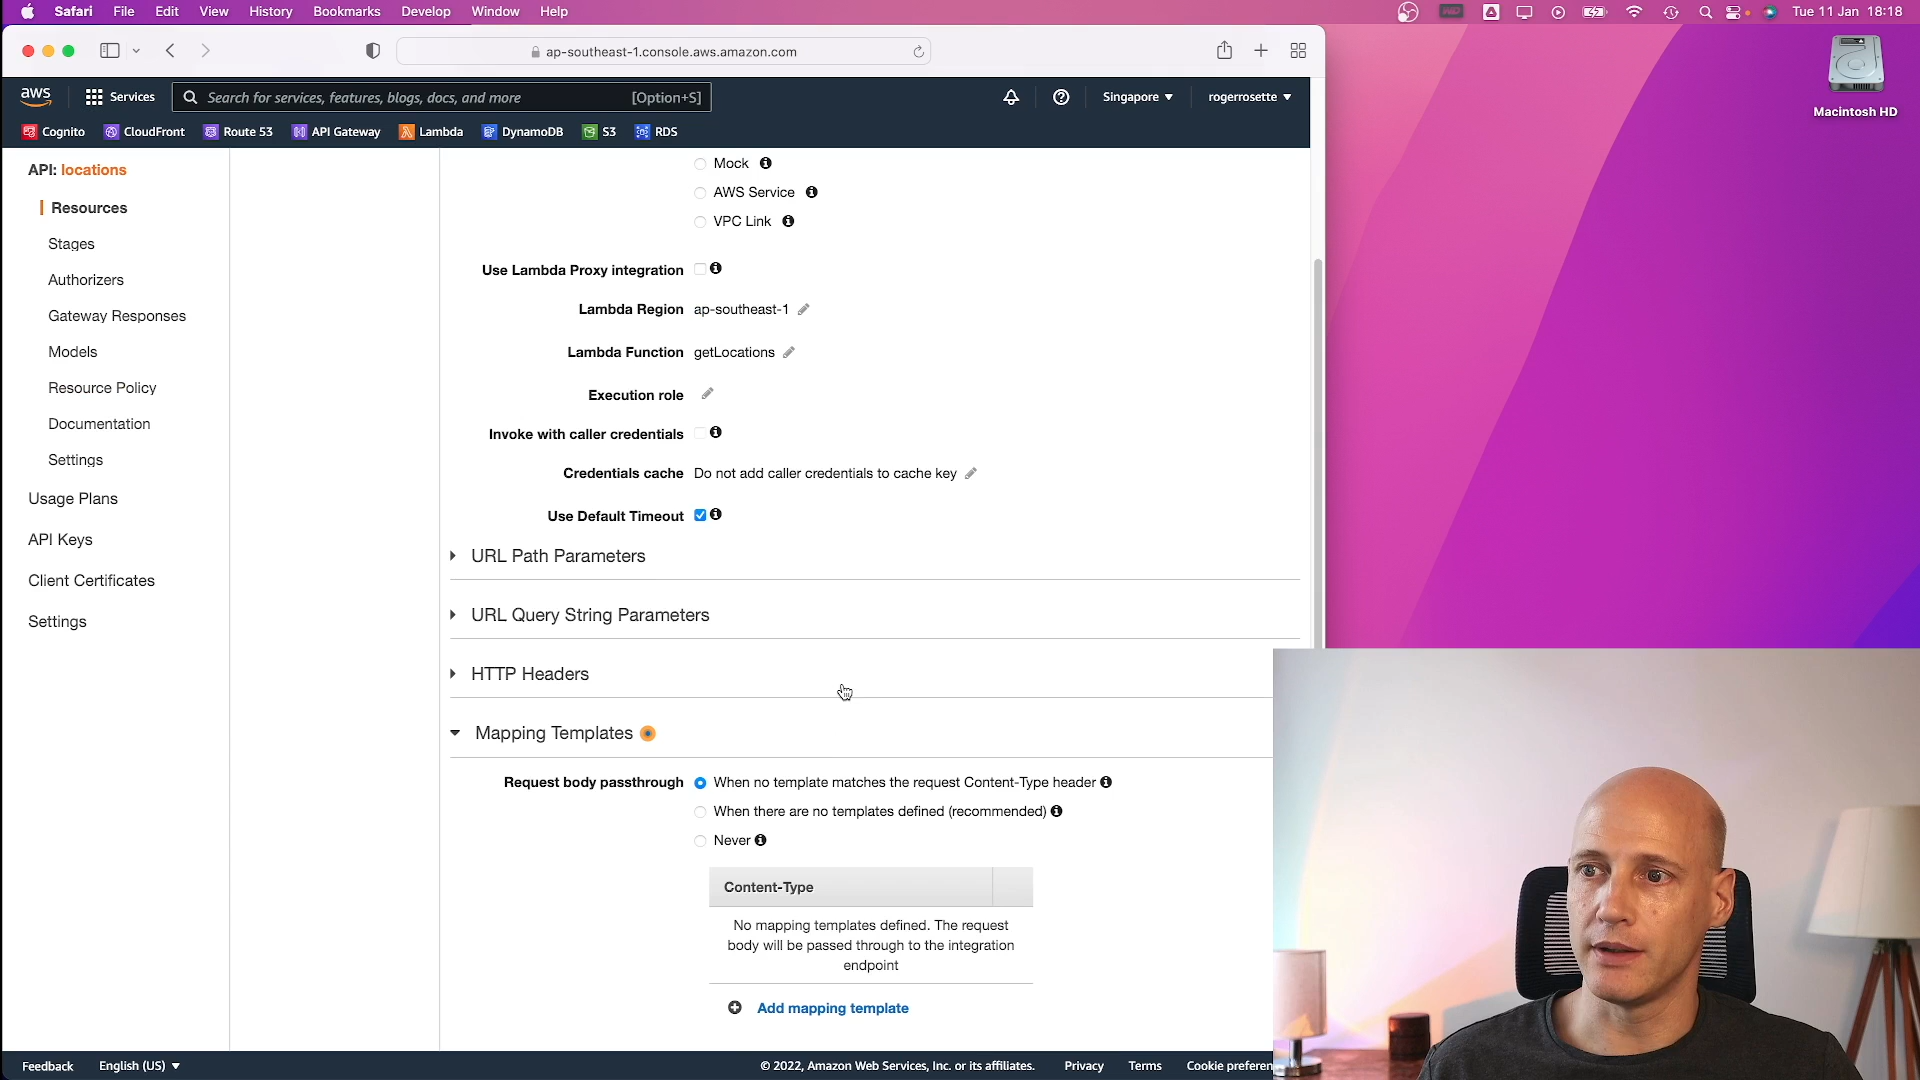 Safari File Edit View History Bookmarks Develop Window Help
Tue 11 Jan 18:18
ap-southeast-1.console.aws.amazon.com
Macintosh HD
aws
Services
Search for services, features, blogs, docs, and more [Option+S]
Singapore
rogerrosette
Cognito CloudFront Route 53 API Gateway Lambda DynamoDB S3 RDS
API: locations
Resources
Stages
Authorizers
Gateway Responses
Models
Resource Policy
Documentation
Settings
Usage Plans
API Keys
Client Certificates
Settings
Mock
AWS Service
VPC Link
Use Lambda Proxy integration
Lambda Region ap-southeast-1
Lambda Function getLocations
Execution role
Invoke with caller credentials
Credentials cache Do not add caller credentials to cache key
Use Default Timeout
URL Path Parameters
URL Query String Parameters
HTTP Headers
Mapping Templates
Request body passthrough When no template matches the request Content-Type header
When there are no templates defined (recommended)
Never
Content-Type
No mapping templates defined. The request
body will be passed through to the integration
endpoint
Add mapping template
Feedback English (US)
© 2022, Amazon Web Services, Inc. or its affiliates. Privacy Terms Cookie preferen